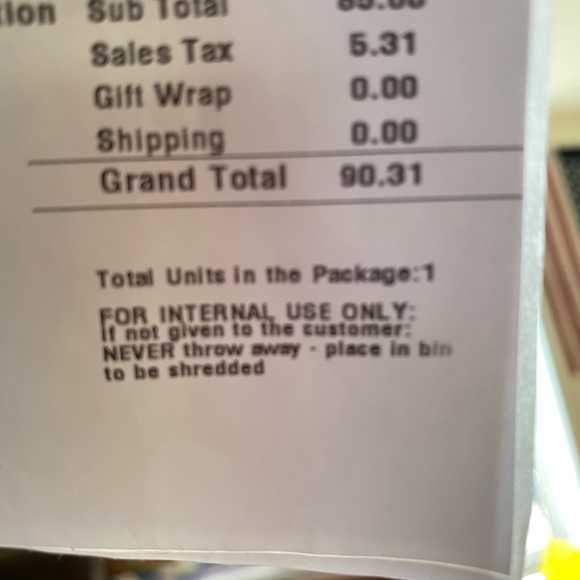 Sub Total 85.00
Sales Tax 5.31
Gift Wrap 0.00
Shipping 0.00
Grand Total 90.31
Total Units in the Package:1
FOR INTERNAL USE ONLY:
If not given to the customer:
NEVER throw away - place in bin
to be shredded